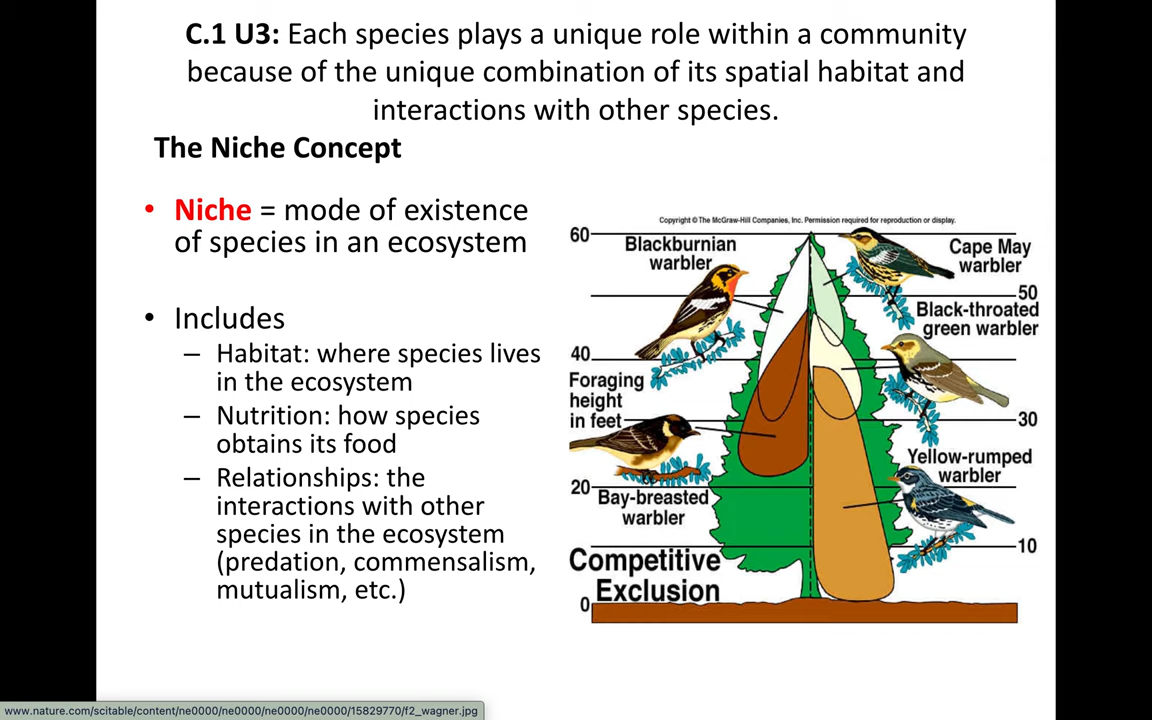 C.1 U3: Each species plays a unique role within a community
because of the unique combination of its spatial habitat and
interactions with other species.
The Niche Concept
• Niche = mode of existence
of species in an ecosystem
• Includes
– Habitat: where species lives
in the ecosystem
– Nutrition: how species
obtains its food
– Relationships: the
interactions with other
species in the ecosystem
(predation, commensalism,
mutualism, etc.)
Copyright © The McGraw-Hill Companies, Inc. Permission required for reproduction or display.
60
Blackburnian
warbler
Cape May
warbler
50
Black-throated
green warbler
40
Foraging
height
in feet
30
Yellow-rumped
warbler
20
Bay-breasted
warbler
10
Competitive
Exclusion
0
www.nature.com/scitable/content/ne0000/ne0000/ne0000/ne0000/15829770/f2_wagner.jpg